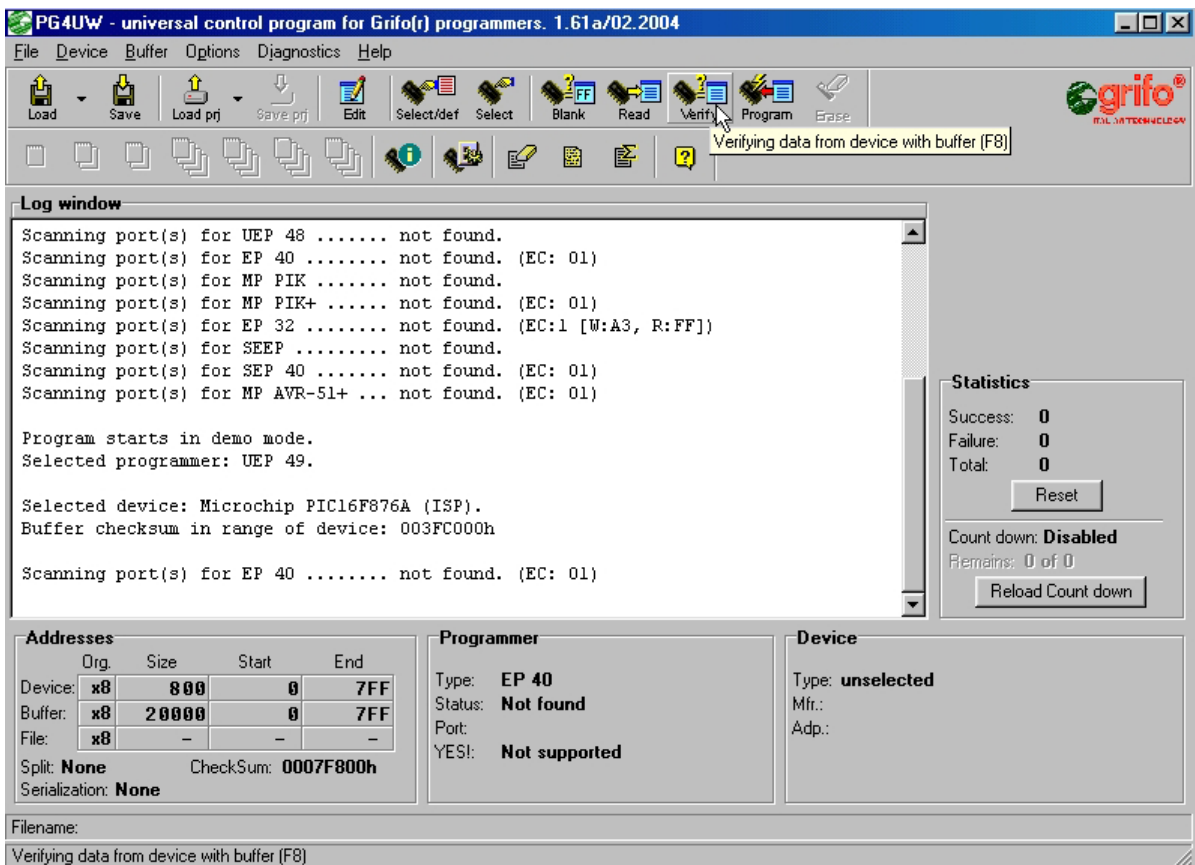 PG4UW - universal control program for Grifo(r) programmers. 1.61a/02.2004
File Device Buffer Options Diagnostics Help
Load Save Load prj Save prj Edit Select/def Select Blank Read Verify Program Erase
grifo®
ITALIAN TECHNOLOGY
Verifying data from device with buffer (F8)
Log window
Scanning port(s) for UEP 48 ....... not found.
Scanning port(s) for EP 40 ........ not found. (EC: 01)
Scanning port(s) for MP PIK ....... not found.
Scanning port(s) for MP PIK+ ...... not found. (EC: 01)
Scanning port(s) for EP 32 ........ not found. (EC:1 [W:A3, R:FF])
Scanning port(s) for SEEP ......... not found.
Scanning port(s) for SEP 40 ....... not found. (EC: 01)
Scanning port(s) for MP AVR-51+ ... not found. (EC: 01)
Program starts in demo mode.
Selected programmer: UEP 49.
Selected device: Microchip PIC16F876A (ISP).
Buffer checksum in range of device: 003FC000h
Scanning port(s) for EP 40 ........ not found. (EC: 01)
Statistics
Success: 0
Failure: 0
Total: 0
Reset
Count down: Disabled
Remains: 0 of 0
Reload Count down
Addresses
Org. Size Start End
Device: x8 800 0 7FF
Buffer: x8 20000 0 7FF
File: x8 – – –
Split: None CheckSum: 0007F800h
Serialization: None
Programmer
Type: EP 40
Status: Not found
Port:
YES!: Not supported
Device
Type: unselected
Mfr.:
Adp.:
Filename:
Verifying data from device with buffer (F8)